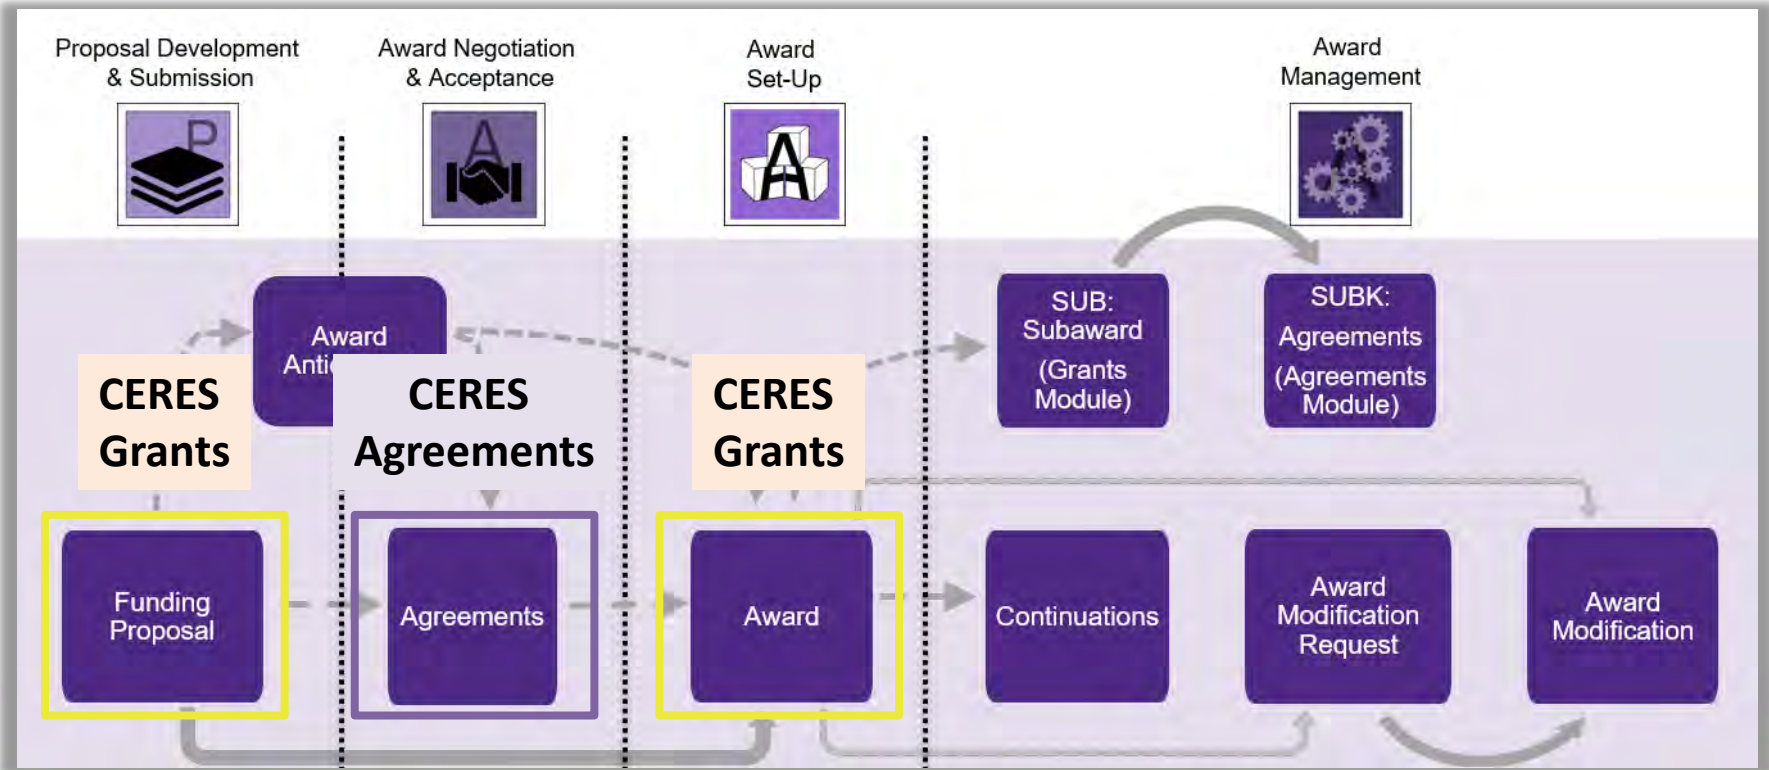 Proposal Development
& Submission
Award Negotiation
& Acceptance
Award
Set-Up
Award
Management
P
A
A
Award
Anti
SUB:
Subaward
(Grants
Module)
SUBK:
Agreements
(Agreements
Module)
CERES
Grants
CERES
Agreements
CERES
Grants
Funding
Proposal
Agreements
Award
Continuations
Award
Modification
Request
Award
Modification